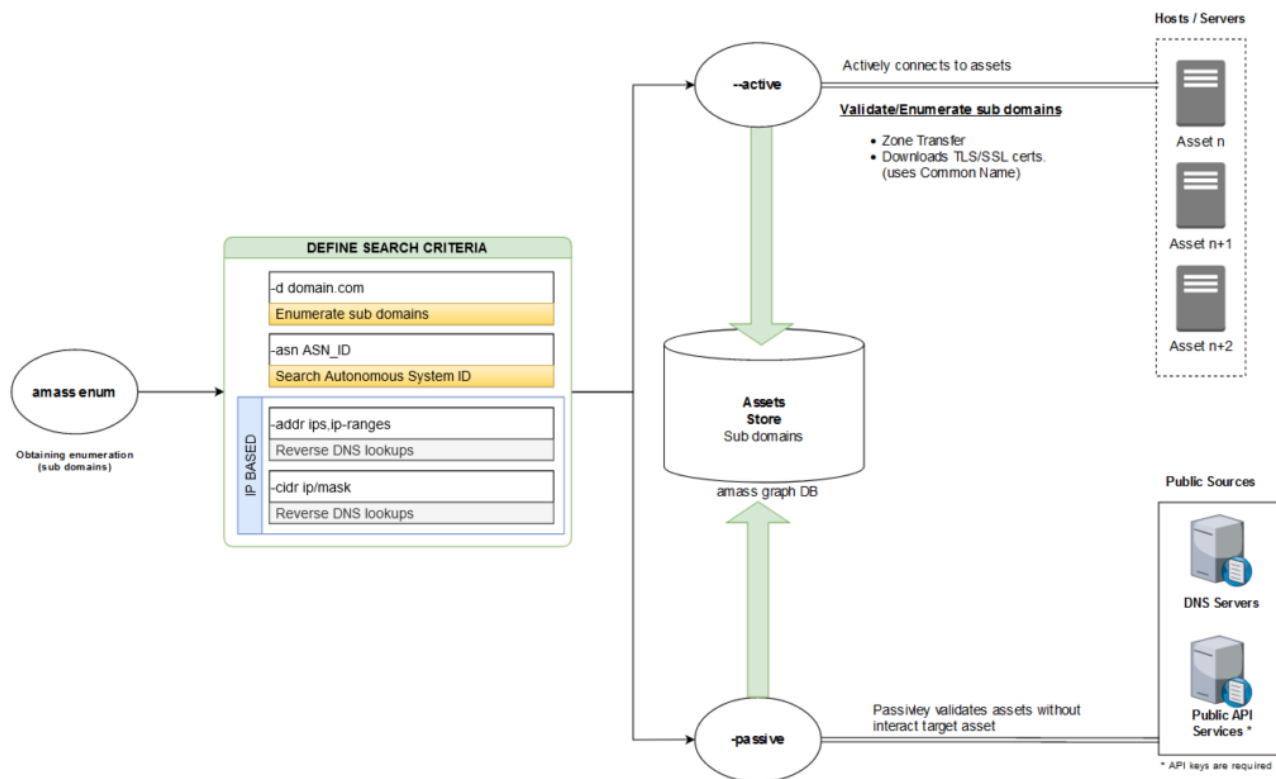 amass enum
Obtaining enumeration
(sub domains)
DEFINE SEARCH CRITERIA
-d domain.com
Enumerate sub domains
-asn ASN_ID
Search Autonomous System ID
IP BASED
-addr ips,ip-ranges
Reverse DNS lookups
-cidr ip/mask
Reverse DNS lookups
--active
Actively connects to assets
Validate/Enumerate sub domains
• Zone Transfer
• Downloads TLS/SSL certs.
(uses Common Name)
Hosts / Servers
Asset n
Asset n+1
Asset n+2
Assets
Store
Sub domains
amass graph DB
-passive
Passivley validates assets without
interact target asset
Public Sources
DNS Servers
Public API
Services *
* API keys are required